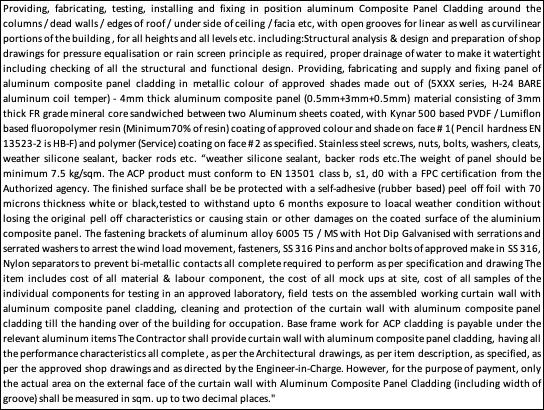 Providing, fabricating, testing, installing and fixing in position aluminum Composite Panel Cladding around the
columns / dead walls / edges of roof / under side of ceiling / facia etc, with open grooves for linear as well as curvilinear
portions of the building , for all heights and all levels etc. including:Structural analysis & design and preparation of shop
drawings for pressure equalisation or rain screen principle as required, proper drainage of water to make it watertight
including checking of all the structural and functional design. Providing, fabricating and supply and fixing panel of
aluminum composite panel cladding in metallic colour of approved shades made out of (5XXX series, H-24 BARE
aluminum coil temper) - 4mm thick aluminum composite panel (0.5mm+3mm+0.5mm) material consisting of 3mm
thick FR grade mineral core sandwiched between two Aluminum sheets coated, with Kynar 500 based PVDF / Lumiflon
based fluoropolymer resin (Minimum70% of resin) coating of approved colour and shade on face # 1( Pencil hardness EN
13523-2 is HB-F) and polymer (Service) coating on face # 2 as specified. Stainless steel screws, nuts, bolts, washers, cleats,
weather silicone sealant, backer rods etc. “weather silicone sealant, backer rods etc.The weight of panel should be
minimum 7.5 kg/sqm. The ACP product must conform to EN 13501 class b, s1, d0 with a FPC certification from the
Authorized agency. The finished surface shall be be protected with a self-adhesive (rubber based) peel off foil with 70
microns thickness white or black,tested to withstand upto 6 months exposure to loacal weather condition without
losing the original pell off characteristics or causing stain or other damages on the coated surface of the aluminium
composite panel. The fastening brackets of aluminum alloy 6005 T5 / MS with Hot Dip Galvanised with serrations and
serrated washers to arrest the wind load movement, fasteners, SS 316 Pins and anchor bolts of approved make in SS 316,
Nylon separators to prevent bi-metallic contacts all complete required to perform as per specification and drawing The
item includes cost of all material & labour component, the cost of all mock ups at site, cost of all samples of the
individual components for testing in an approved laboratory, field tests on the assembled working curtain wall with
aluminum composite panel cladding, cleaning and protection of the curtain wall with aluminum composite panel
cladding till the handing over of the building for occupation. Base frame work for ACP cladding is payable under the
relevant aluminum items The Contractor shall provide curtain wall with aluminum composite panel cladding, having all
the performance characteristics all complete , as per the Architectural drawings, as per item description, as specified, as
per the approved shop drawings and as directed by the Engineer-in-Charge. However, for the purpose of payment, only
the actual area on the external face of the curtain wall with Aluminum Composite Panel Cladding (including width of
groove) shall be measured in sqm. up to two decimal places."